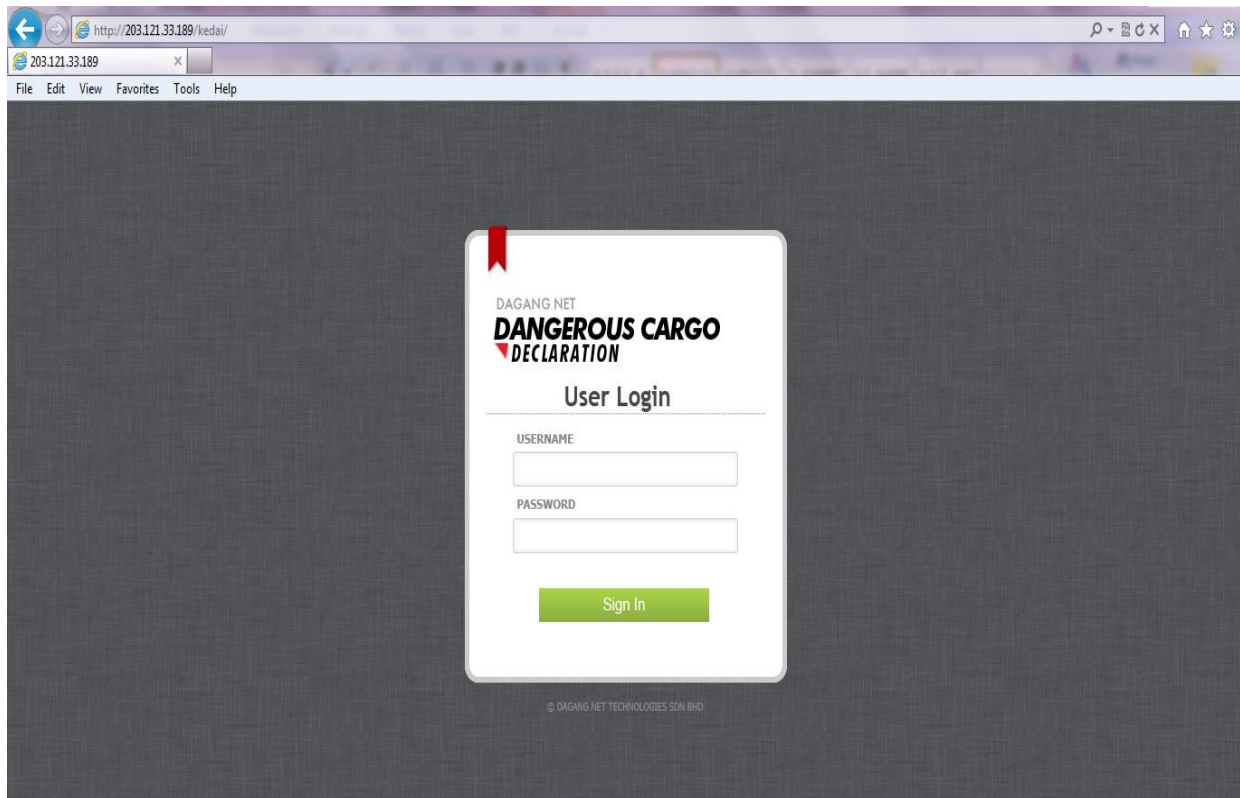 http://203.121.33.189/kedai/
203.121.33.189
File Edit View Favorites Tools Help
DAGANG NET
DANGEROUS CARGO
DECLARATION
User Login
USERNAME
PASSWORD
Sign In
© DAGANG NET TECHNOLOGIES SDN BHD